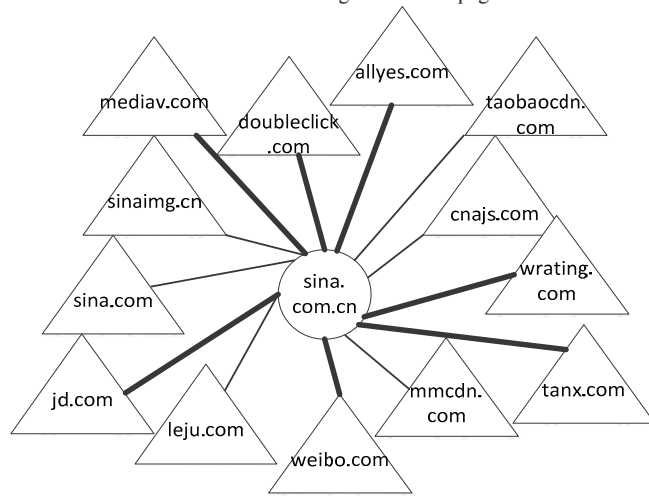 allyes.com
mediav.com
doubleclick
.com
taobaocdn.
com
sinaimg.cn
cnajs.com
sina.com
sina.
com.cn
wrating.
com
jd.com
leju.com
weibo.com
mmcdn.
com
tanx.com